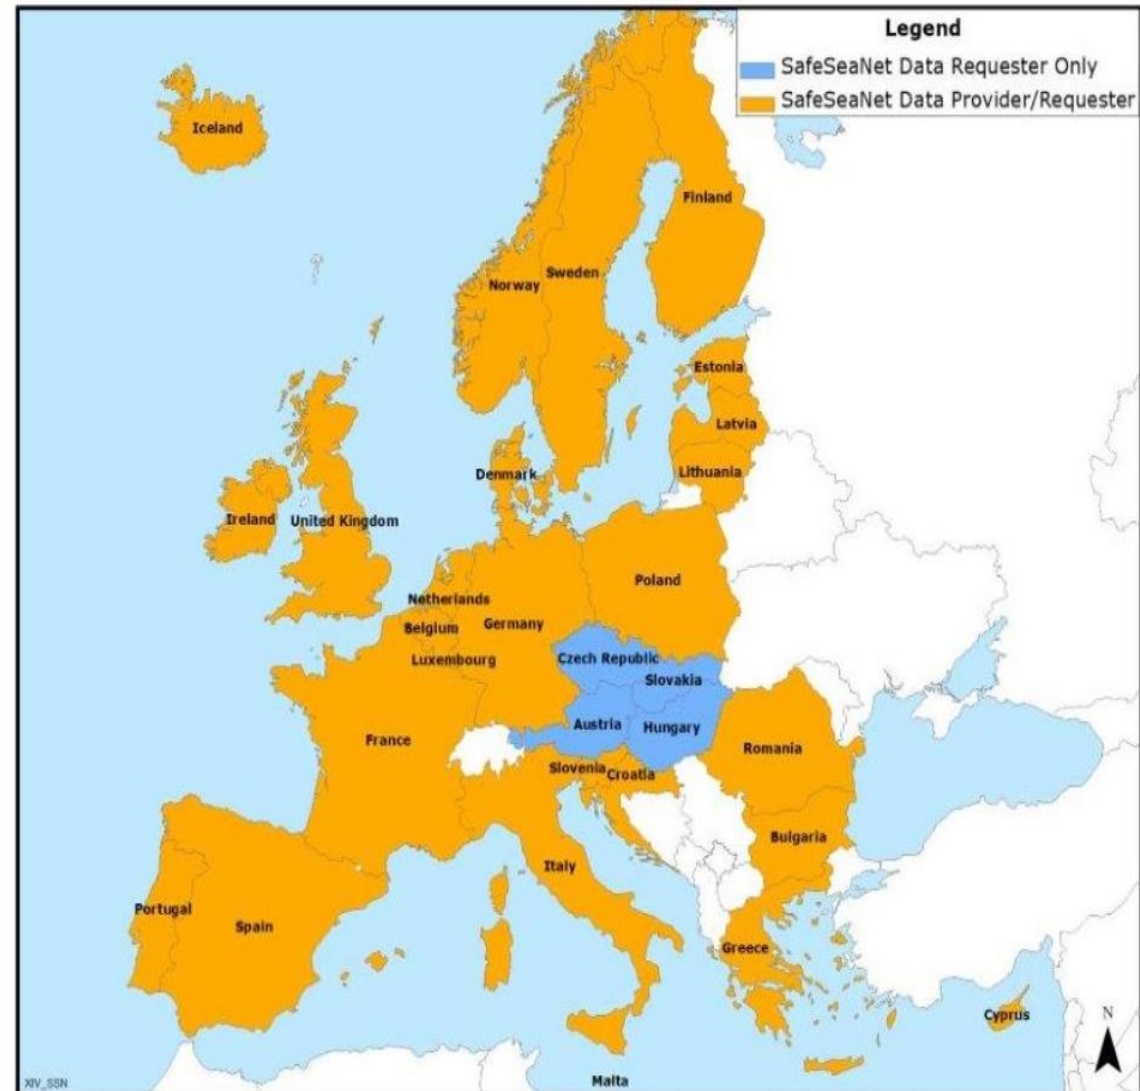 Legend
SafeSeaNet Data Requester Only
SafeSeaNet Data Provider/Requester
Iceland
Finland
Norway
Sweden
Estonia
Latvia
Lithuania
Denmark
Ireland
United Kingdom
Poland
Netherlands
Belgium
Germany
Luxembourg
Czech Republic
Slovakia
Austria
Hungary
France
Slovenia
Croatia
Romania
Bulgaria
Italy
Portugal
Spain
Greece
Cyprus
N
Malta
XIV_SSN